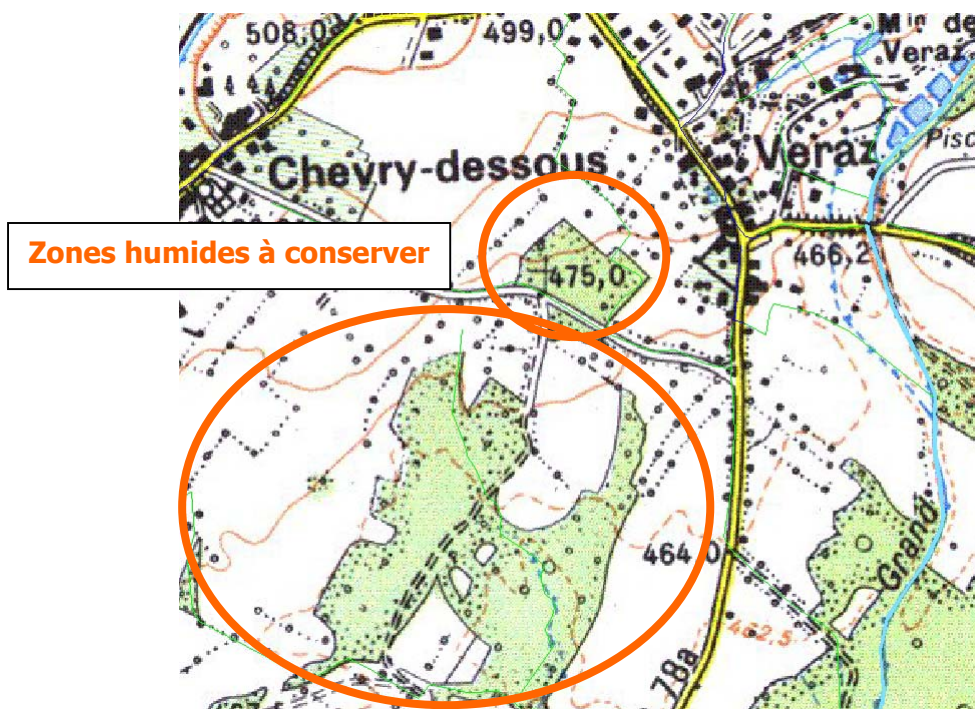 508,0
499,0
Mⁱⁿ de
Veraz
Pisc
Chevry-dessous
Veraz
Zones humides à conserver
475,0
466,2
464,0
Grand
462,5
78a